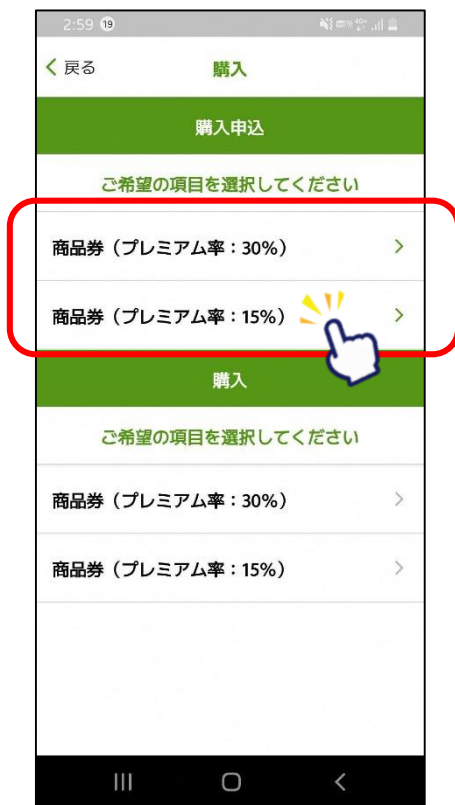 2:59 19
戻る
購入
購入申込
ご希望の項目を選択してください
商品券（プレミアム率：30%）
商品券（プレミアム率：15%）
購入
ご希望の項目を選択してください
商品券（プレミアム率：30%）
商品券（プレミアム率：15%）